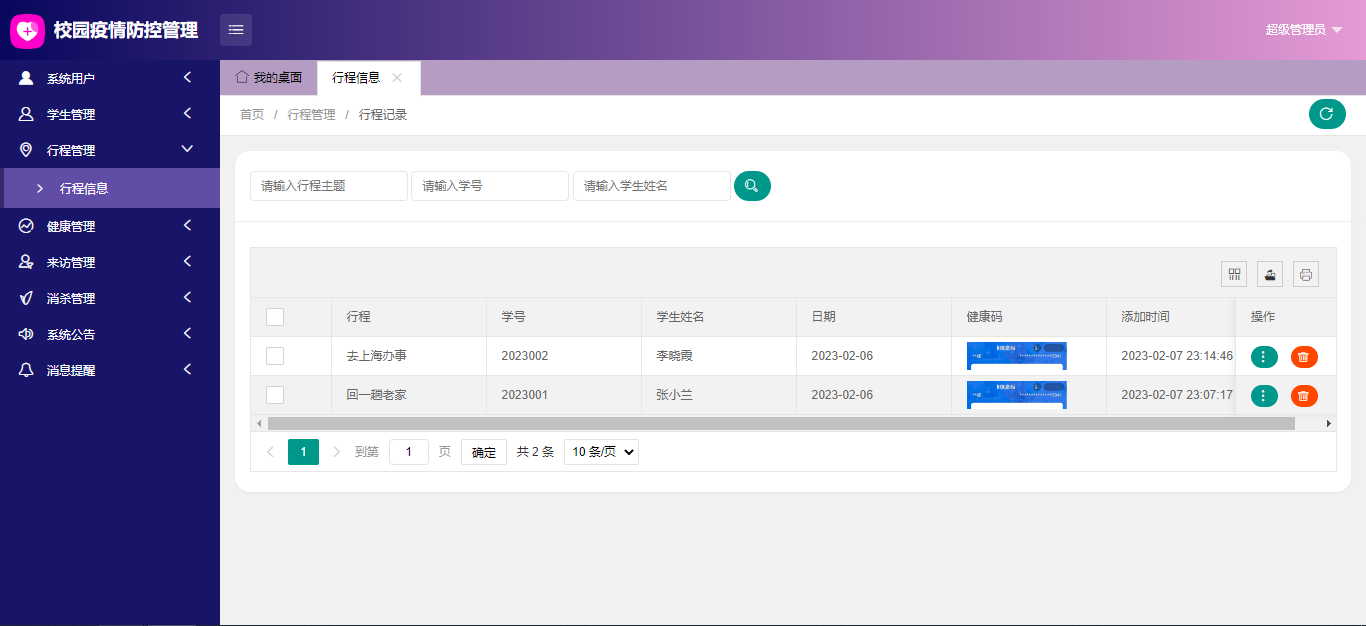 校园疫情防控管理
超级管理员
系统用户
学生管理
行程管理
行程信息
健康管理
来访管理
消杀管理
系统公告
消息提醒
我的桌面 行程信息
首页 / 行程管理 / 行程记录
请输入行程主题 请输入学号 请输入学生姓名
行程 学号 学生姓名 日期 健康码 添加时间 操作
去上海办事 2023002 李晓霞 2023-02-06 2023-02-07 23:14:46
回一趟老家 2023001 张小兰 2023-02-06 2023-02-07 23:07:17
1 到第 1 页 确定 共 2 条 10 条/页